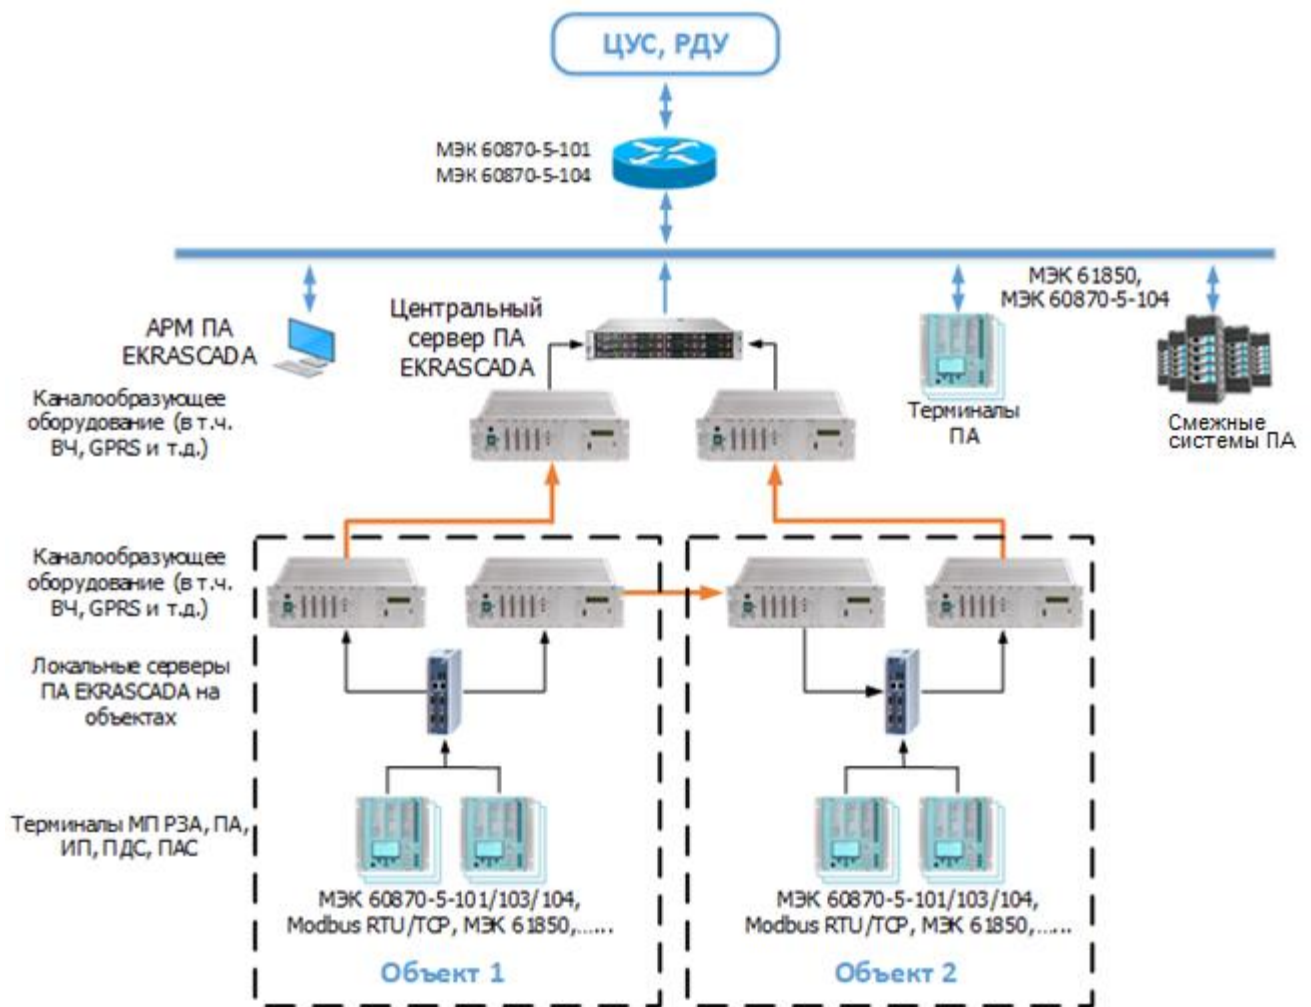 ЦУС, РДУ
МЭК 60870-5-101
МЭК 60870-5-104
АРМ ПА
EKRASCADA
Центральный
сервер ПА
EKRASCADA
МЭК 61850,
МЭК 60870-5-104
Терминалы
ПА
Смежные
системы ПА
Каналообразующее
оборудование (в т.ч.
ВЧ, GPRS и т.д.)
Каналообразующее
оборудование (в т.ч.
ВЧ, GPRS и т.д.)
Локальные серверы
ПА EKRASCADA на
объектах
Терминалы МП РЗА, ПА,
ИП, ПДС, ПАС
МЭК 60870-5-101/103/104,
Modbus RTU/TCP, МЭК 61850,......
Объект 1
МЭК 60870-5-101/103/104,
Modbus RTU/TCP, МЭК 61850,......
Объект 2